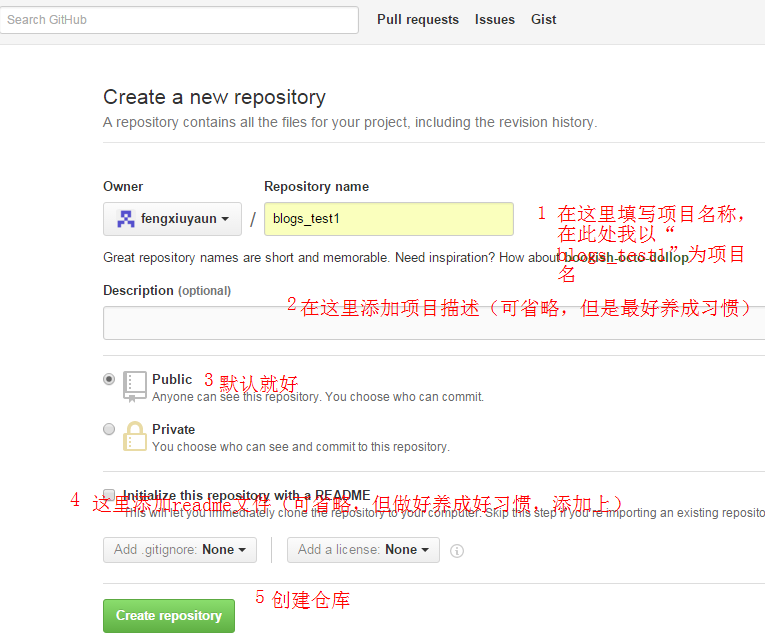 Search GitHub
Pull requests Issues Gist
Create a new repository
A repository contains all the files for your project, including the revision history.
Owner Repository name
fengxiuyaun / blogs_test1
1 在这里填写项目名称，
在此处我以“
blogs_test1”为项目
名
Great repository names are short and memorable. Need inspiration? How about bookish-octo-dollop.
Description (optional)
2 在这里添加项目描述（可省略，但是最好养成习惯）
Public 3 默认就好
Anyone can see this repository. You choose who can commit.
Private
You choose who can see and commit to this repository.
Initialize this repository with a README
4 这里添加readme文件（可省略，但做好养成好习惯，添加上）
This will let you immediately clone the repository to your computer. Skip this step if you're importing an existing reposito
Add .gitignore: None Add a license: None
5 创建仓库
Create repository